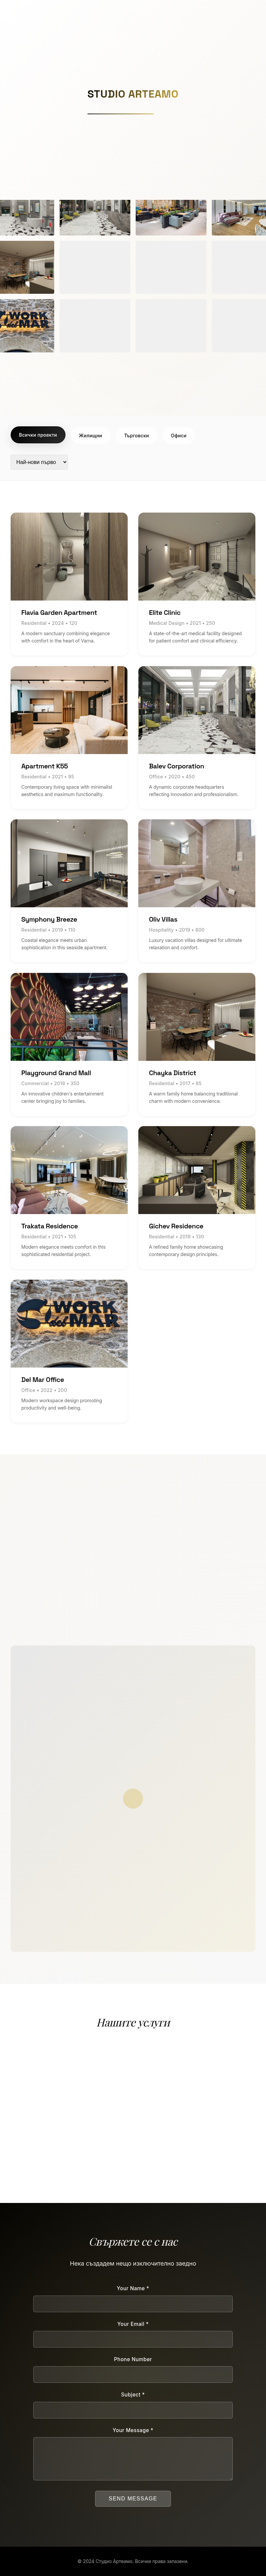 STUDIO ARTEAMO
WORK
del
MAR
Всички проекти
Жилищни
Търговски
Офиси
Най-нови първо
Flavia Garden Apartment
Residential • 2024 • 120
A modern sanctuary combining elegance
with comfort in the heart of Varna.
Elite Clinic
Medical Design • 2021 • 250
A state-of-the-art medical facility designed
for patient comfort and clinical efficiency.
Apartment K55
Residential • 2021 • 95
Contemporary living space with minimalist
aesthetics and maximum functionality.
Balev Corporation
Office • 2020 • 450
A dynamic corporate headquarters
reflecting innovation and professionalism.
Symphony Breeze
Residential • 2019 • 110
Coastal elegance meets urban
sophistication in this seaside apartment.
Oliv Villas
Hospitality • 2019 • 600
Luxury vacation villas designed for ultimate
relaxation and comfort.
Playground Grand Mall
Commercial • 2018 • 350
An innovative children's entertainment
center bringing joy to families.
Chayka District
Residential • 2017 • 85
A warm family home balancing traditional
charm with modern convenience.
Trakata Residence
Residential • 2021 • 105
Modern elegance meets comfort in this
sophisticated residential project.
Gichev Residence
Residential • 2019 • 130
A refined family home showcasing
contemporary design principles.
WORK
del
MAR
Del Mar Office
Office • 2022 • 200
Modern workspace design promoting
productivity and well-being.
Нашите услуги
Свържете се с нас
Нека създадем нещо изключително заедно
Your Name *
Your Email *
Phone Number
Subject *
Your Message *
SEND MESSAGE
© 2024 Студио Артеамо. Всички права запазени.